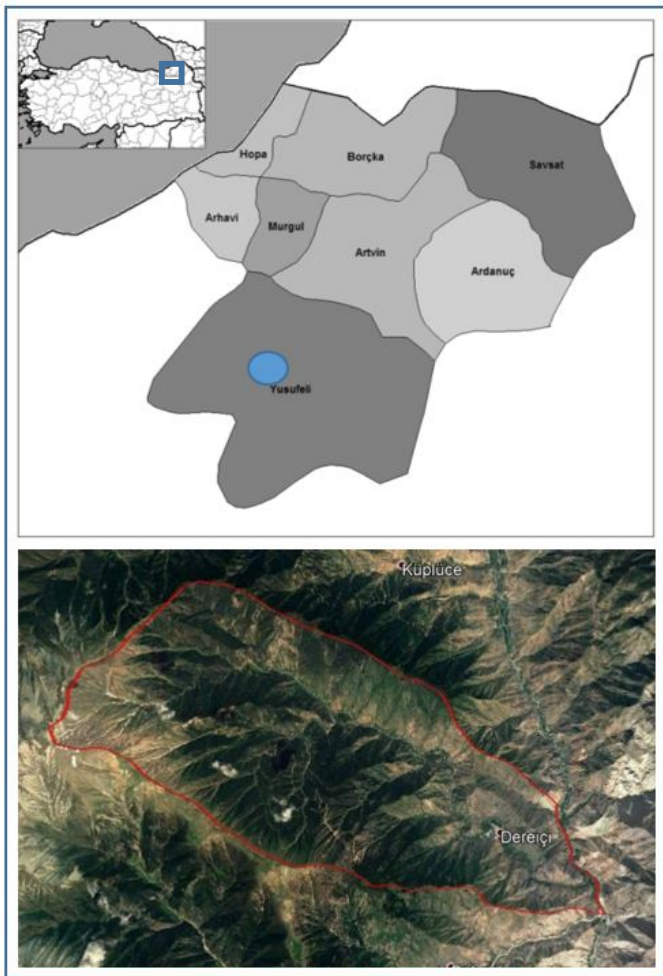 Hopa
Borçka
Savsat
Arhavi
Murgul
Artvin
Ardanuç
Yusufeli
Küplüce
Dereiçi